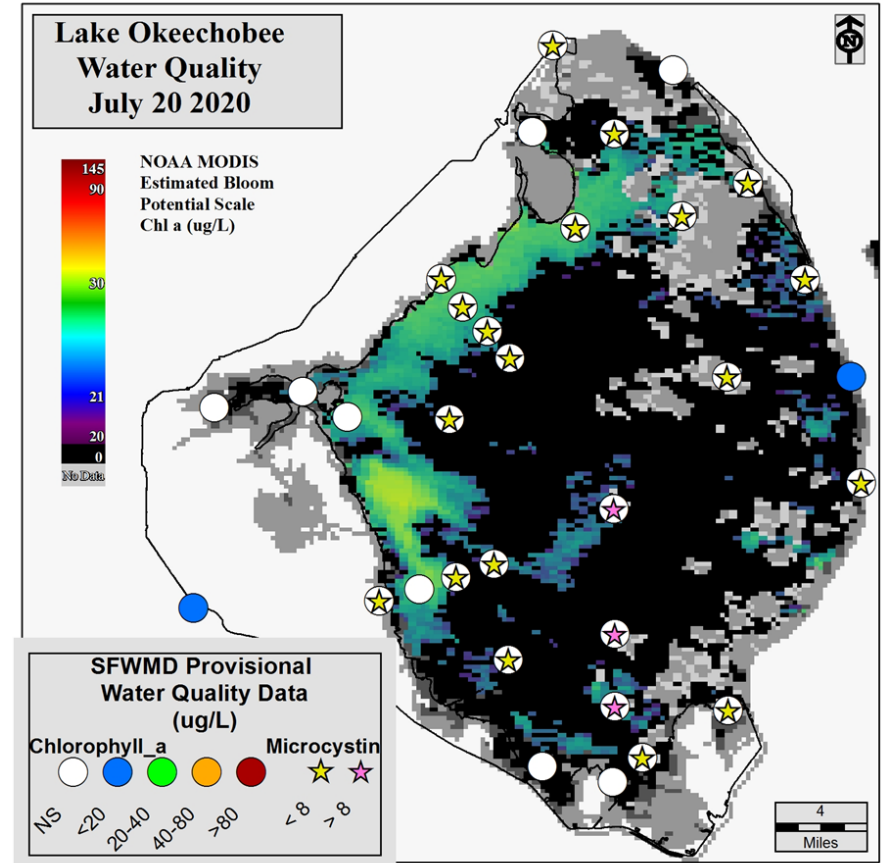 Lake Okeechobee
Water Quality
July 20 2020
N
NOAA MODIS
Estimated Bloom
Potential Scale
Chl a (ug/L)
145
90
30
21
20
0
No Data
SFWMD Provisional
Water Quality Data
(ug/L)
Chlorophyll_a Microcystin
NS <20 20-40 40-80 >80 < 8 > 8
4
Miles